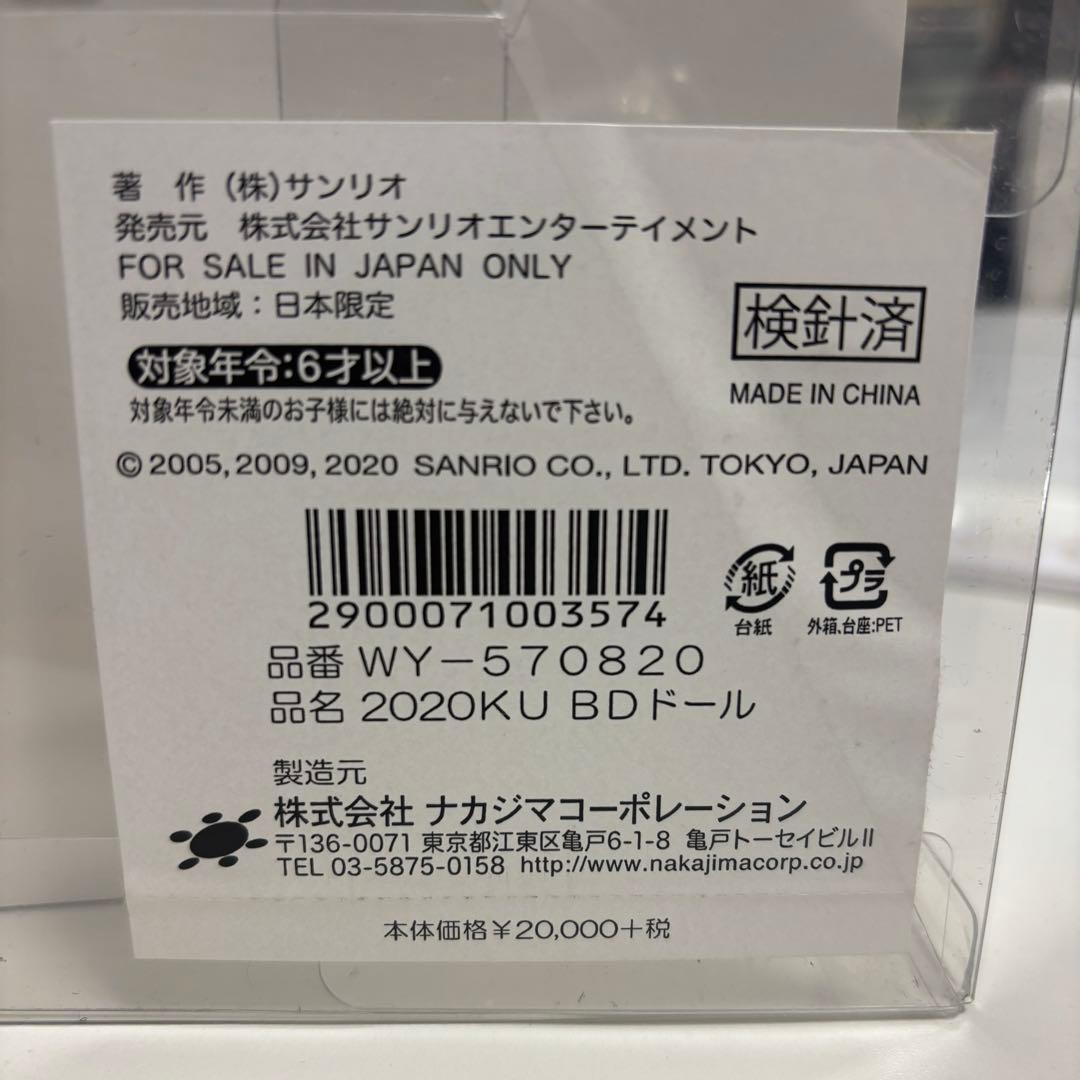 著 作 (株)サンリオ
発売元 株式会社サンリオエンターテイメント
FOR SALE IN JAPAN ONLY
販売地域：日本限定
検針済
対象年令:6才以上
MADE IN CHINA
対象年令未満のお子様には絶対に与えないで下さい。
© 2005, 2009, 2020 SANRIO CO., LTD. TOKYO, JAPAN
2900071003574
紙
台紙
プラ
外箱、台座:PET
品番 WY-570820
品名 2020KU BDドール
製造元
株式会社 ナカジマコーポレーション
〒136-0071 東京都江東区亀戸6-1-8 亀戸トーセイビルⅡ
TEL 03-5875-0158 http://www.nakajimacorp.co.jp
本体価格¥20,000+税